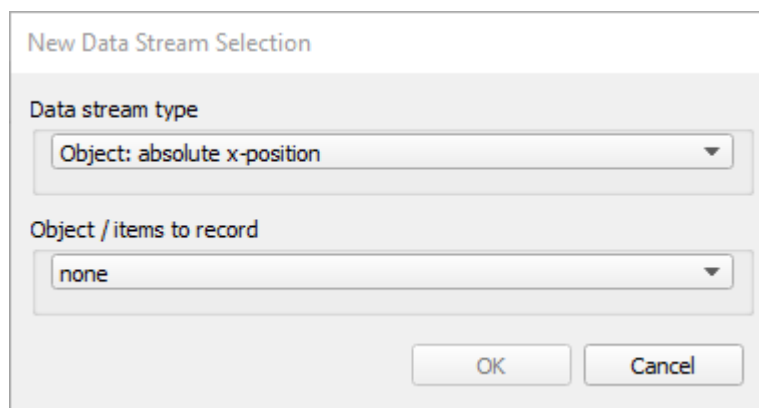 New Data Stream Selection
Data stream type
Object: absolute x-position
Object / items to record
none
OK
Cancel